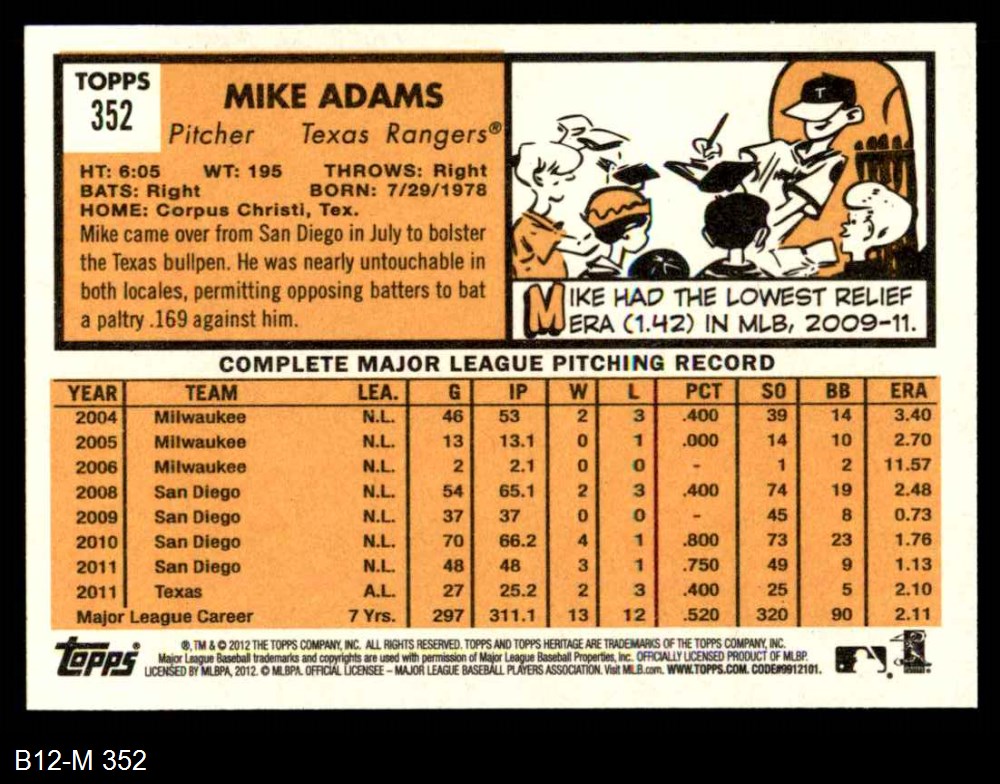 TOPPS
352
MIKE ADAMS
Pitcher Texas Rangers®
HT: 6:05 WT: 195 THROWS: Right
BATS: Right BORN: 7/29/1978
HOME: Corpus Christi, Tex.
Mike came over from San Diego in July to bolster
the Texas bullpen. He was nearly untouchable in
both locales, permitting opposing batters to bat
a paltry .169 against him.
T
MIKE HAD THE LOWEST RELIEF
ERA (1.42) IN MLB, 2009-11.
COMPLETE MAJOR LEAGUE PITCHING RECORD
YEAR TEAM LEA. G IP W L PCT SO BB ERA
2004 Milwaukee N.L. 46 53 2 3 .400 39 14 3.40
2005 Milwaukee N.L. 13 13.1 0 1 .000 14 10 2.70
2006 Milwaukee N.L. 2 2.1 0 0 - 1 2 11.57
2008 San Diego N.L. 54 65.1 2 3 .400 74 19 2.48
2009 San Diego N.L. 37 37 0 0 - 45 8 0.73
2010 San Diego N.L. 70 66.2 4 1 .800 73 23 1.76
2011 San Diego N.L. 48 48 3 1 .750 49 9 1.13
2011 Texas A.L. 27 25.2 2 3 .400 25 5 2.10
Major League Career 7 Yrs. 297 311.1 13 12 .520 320 90 2.11
Topps®
®, TM & © 2012 THE TOPPS COMPANY, INC. ALL RIGHTS RESERVED. TOPPS AND TOPPS HERITAGE ARE TRADEMARKS OF THE TOPPS COMPANY, INC.
Major League Baseball trademarks and copyrights are used with permission of Major League Baseball Properties, Inc. OFFICIALLY LICENSED PRODUCT OF MLBP.
LICENSED BY MLBPA, 2012. © MLBPA. OFFICIAL LICENSEE – MAJOR LEAGUE BASEBALL PLAYERS ASSOCIATION. Visit MLB.com. WWW.TOPPS.COM. CODE#9912101.
B12-M 352